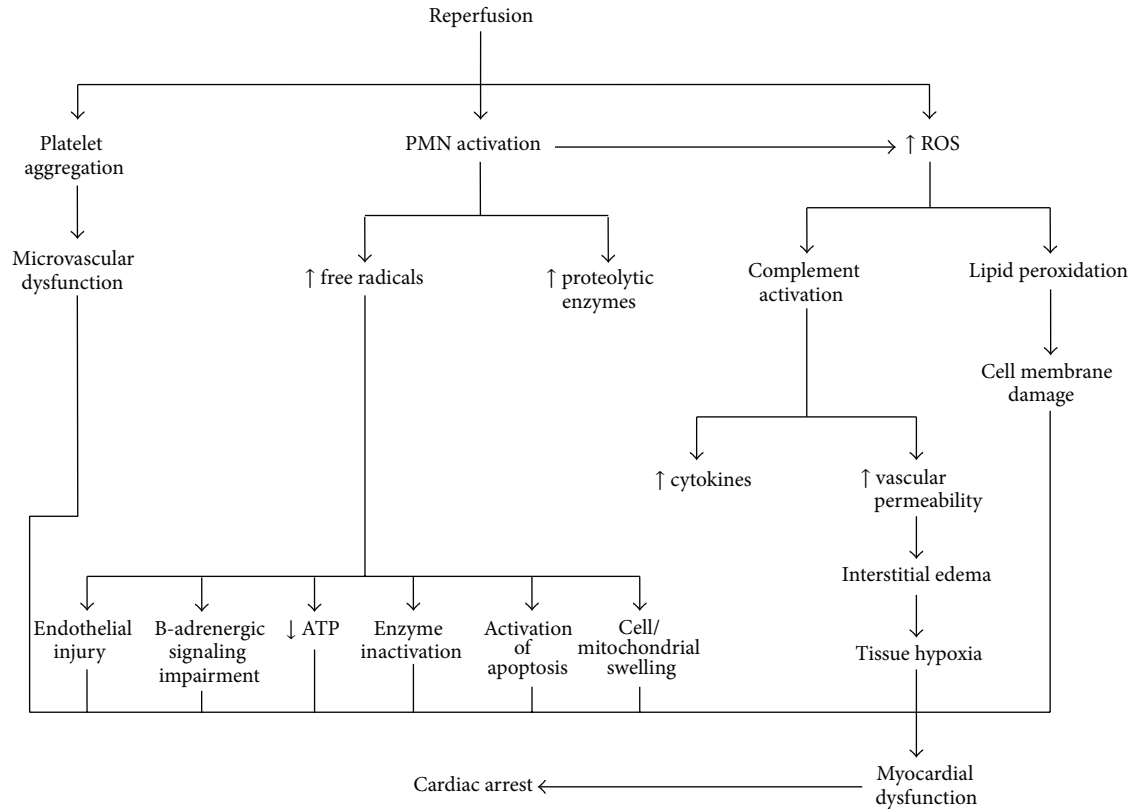 Reperfusion
Platelet
aggregation
PMN activation
↑ ROS
Microvascular
dysfunction
↑ free radicals
↑ proteolytic
enzymes
Complement
activation
Lipid peroxidation
Cell membrane
damage
↑ cytokines
↑ vascular
permeability
Interstitial edema
Endothelial
injury
B-adrenergic
signaling
impairment
↓ ATP
Enzyme
inactivation
Activation
of
apoptosis
Cell/
mitochondrial
swelling
Tissue hypoxia
Cardiac arrest
Myocardial
dysfunction